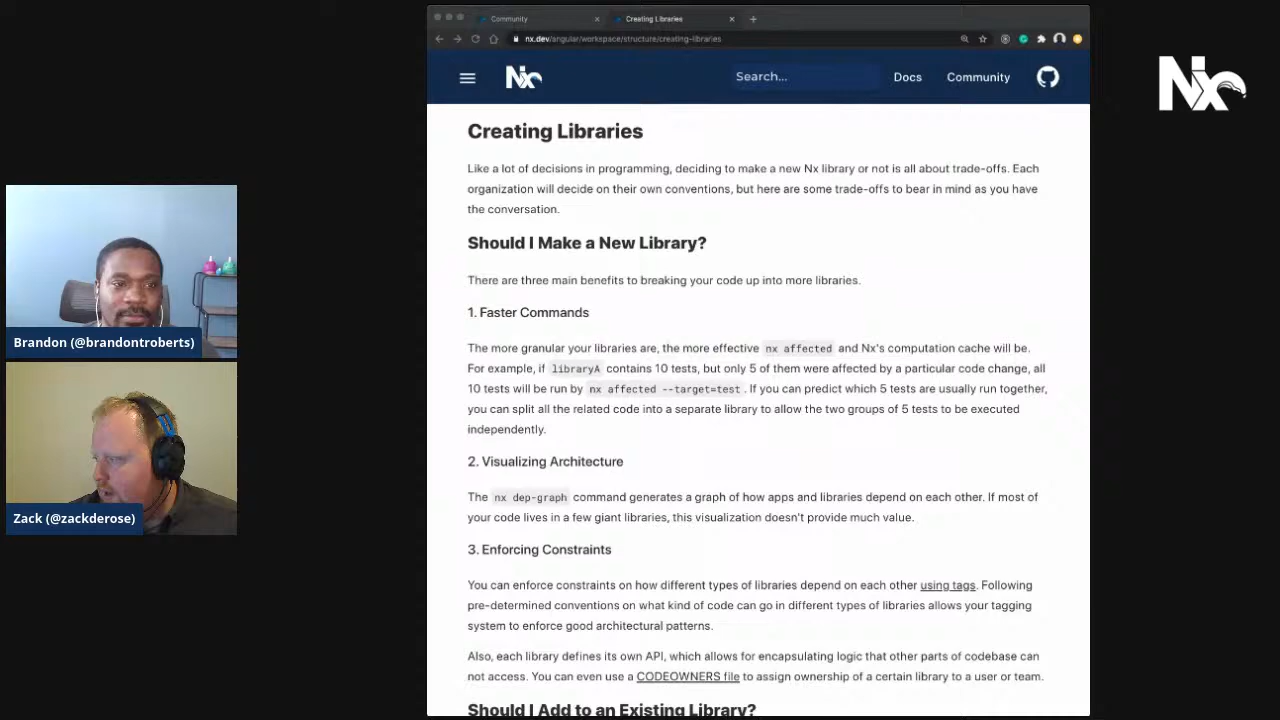 Community
Creating Libraries
nx.dev/angular/workspace/structure/creating-libraries
Nx
Search...
Docs
Community
Nx
Creating Libraries
Like a lot of decisions in programming, deciding to make a new Nx library or not is all about trade-offs. Each
organization will decide on their own conventions, but here are some trade-offs to bear in mind as you have
the conversation.
Should I Make a New Library?
There are three main benefits to breaking your code up into more libraries.
1. Faster Commands
The more granular your libraries are, the more effective nx affected and Nx's computation cache will be.
For example, if libraryA contains 10 tests, but only 5 of them were affected by a particular code change, all
10 tests will be run by nx affected --target=test. If you can predict which 5 tests are usually run together,
you can split all the related code into a separate library to allow the two groups of 5 tests to be executed
independently.
2. Visualizing Architecture
The nx dep-graph command generates a graph of how apps and libraries depend on each other. If most of
your code lives in a few giant libraries, this visualization doesn't provide much value.
3. Enforcing Constraints
You can enforce constraints on how different types of libraries depend on each other using tags. Following
pre-determined conventions on what kind of code can go in different types of libraries allows your tagging
system to enforce good architectural patterns.
Also, each library defines its own API, which allows for encapsulating logic that other parts of codebase can
not access. You can even use a CODEOWNERS file to assign ownership of a certain library to a user or team.
Should I Add to an Existing Library?
Brandon (@brandontroberts)
Zack (@zackderose)